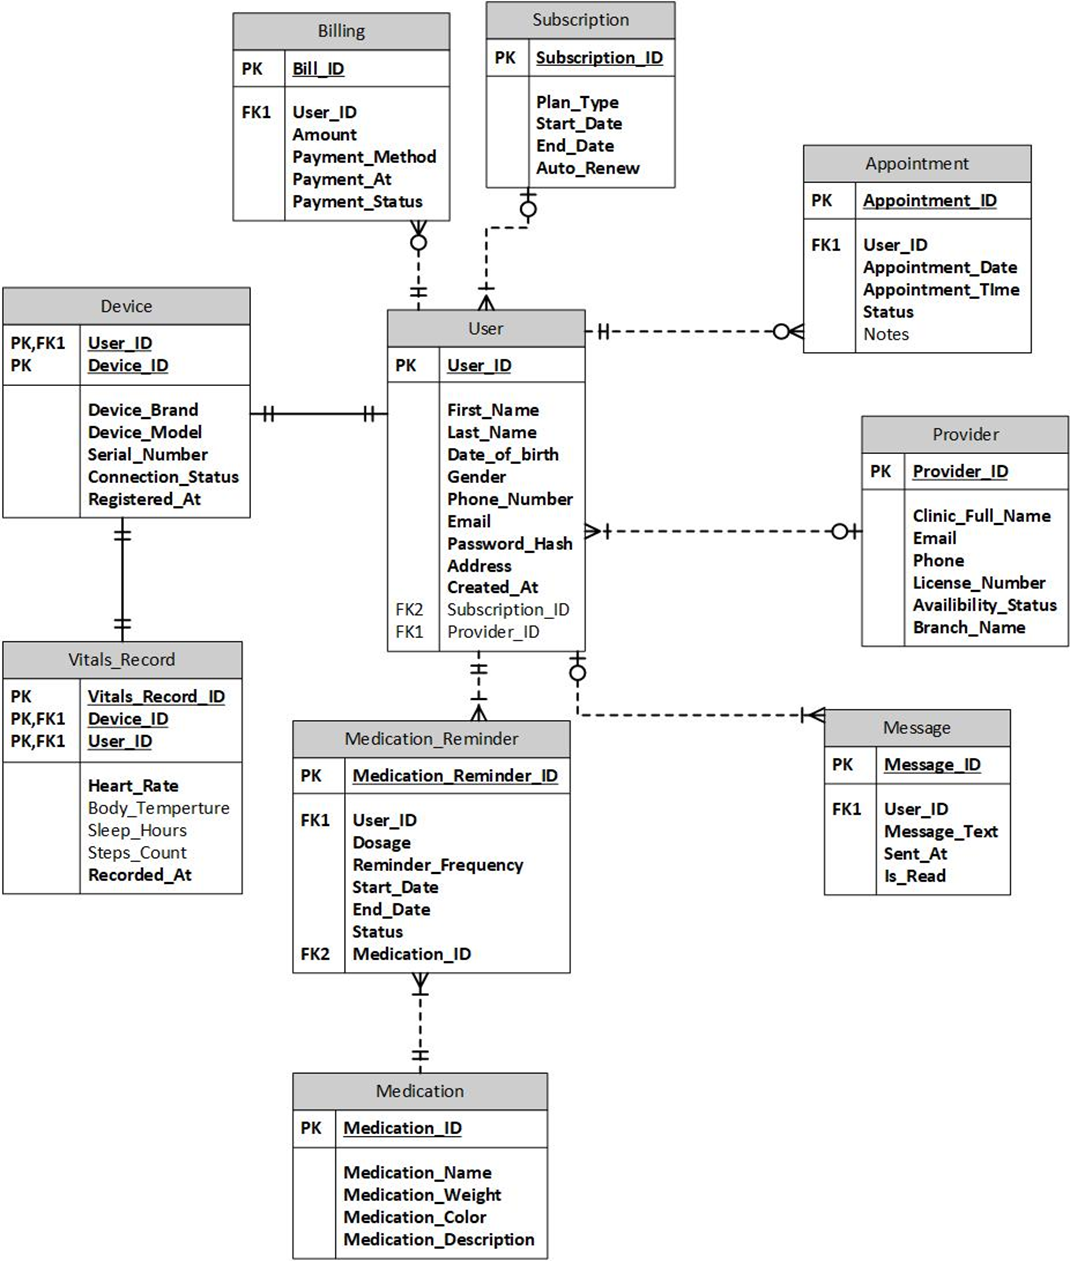 Billing
PK Bill_ID
FK1 User_ID
Amount
Payment_Method
Payment_At
Payment_Status
Subscription
PK Subscription_ID
Plan_Type
Start_Date
End_Date
Auto_Renew
Appointment
PK Appointment_ID
FK1 User_ID
Appointment_Date
Appointment_TIme
Status
Notes
Device
PK,FK1 User_ID
PK Device_ID
Device_Brand
Device_Model
Serial_Number
Connection_Status
Registered_At
User
PK User_ID
First_Name
Last_Name
Date_of_birth
Gender
Phone_Number
Email
Password_Hash
Address
Created_At
FK2 Subscription_ID
FK1 Provider_ID
Provider
PK Provider_ID
Clinic_Full_Name
Email
Phone
License_Number
Availibility_Status
Branch_Name
Vitals_Record
PK Vitals_Record_ID
PK,FK1 Device_ID
PK,FK1 User_ID
Heart_Rate
Body_Temperture
Sleep_Hours
Steps_Count
Recorded_At
Medication_Reminder
PK Medication_Reminder_ID
FK1 User_ID
Dosage
Reminder_Frequency
Start_Date
End_Date
Status
FK2 Medication_ID
Message
PK Message_ID
FK1 User_ID
Message_Text
Sent_At
Is_Read
Medication
PK Medication_ID
Medication_Name
Medication_Weight
Medication_Color
Medication_Description